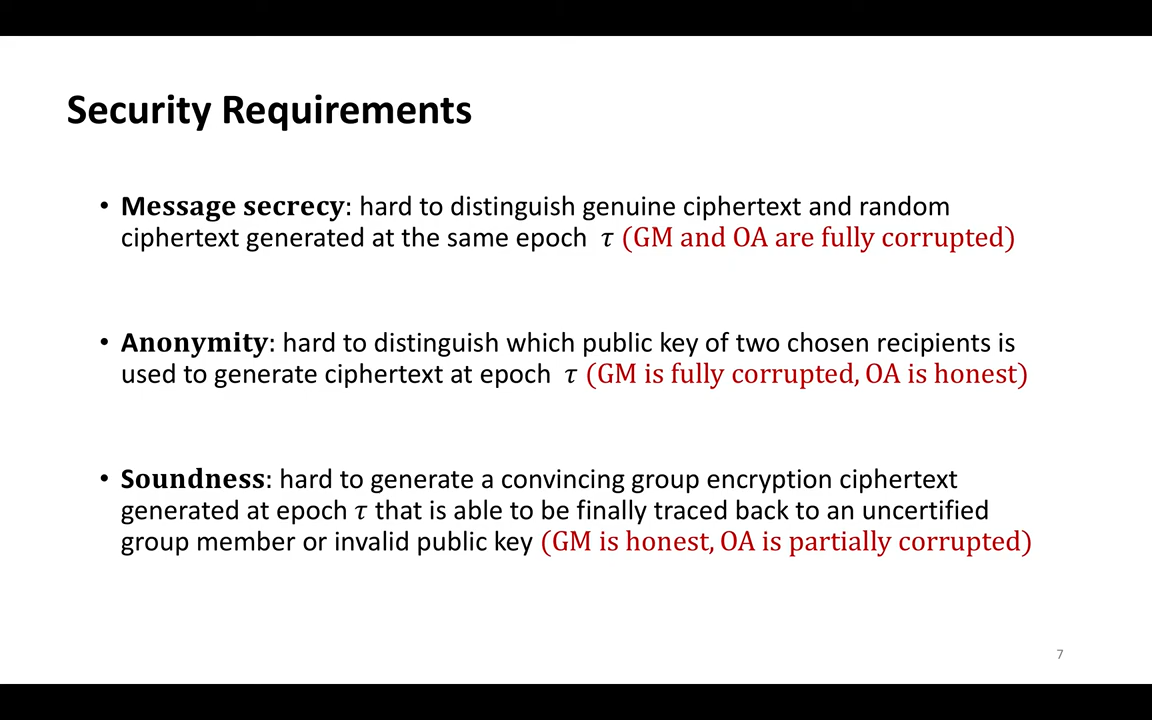 Security Requirements
• Message secrecy: hard to distinguish genuine ciphertext and random
ciphertext generated at the same epoch τ (GM and OA are fully corrupted)
• Anonymity: hard to distinguish which public key of two chosen recipients is
used to generate ciphertext at epoch τ (GM is fully corrupted, OA is honest)
• Soundness: hard to generate a convincing group encryption ciphertext
generated at epoch τ that is able to be finally traced back to an uncertified
group member or invalid public key (GM is honest, OA is partially corrupted)
7